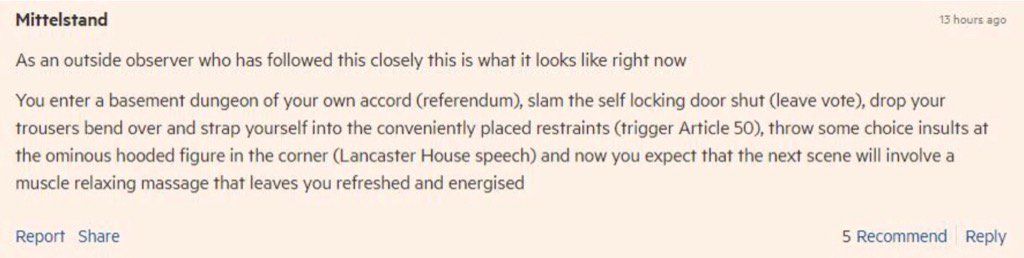 Mittelstand
13 hours ago
As an outside observer who has followed this closely this is what it looks like right now
You enter a basement dungeon of your own accord (referendum), slam the self locking door shut (leave vote), drop your
trousers bend over and strap yourself into the conveniently placed restraints (trigger Article 50), throw some choice insults at
the ominous hooded figure in the corner (Lancaster House speech) and now you expect that the next scene will involve a
muscle relaxing massage that leaves you refreshed and energised
Report Share
5 Recommend Reply